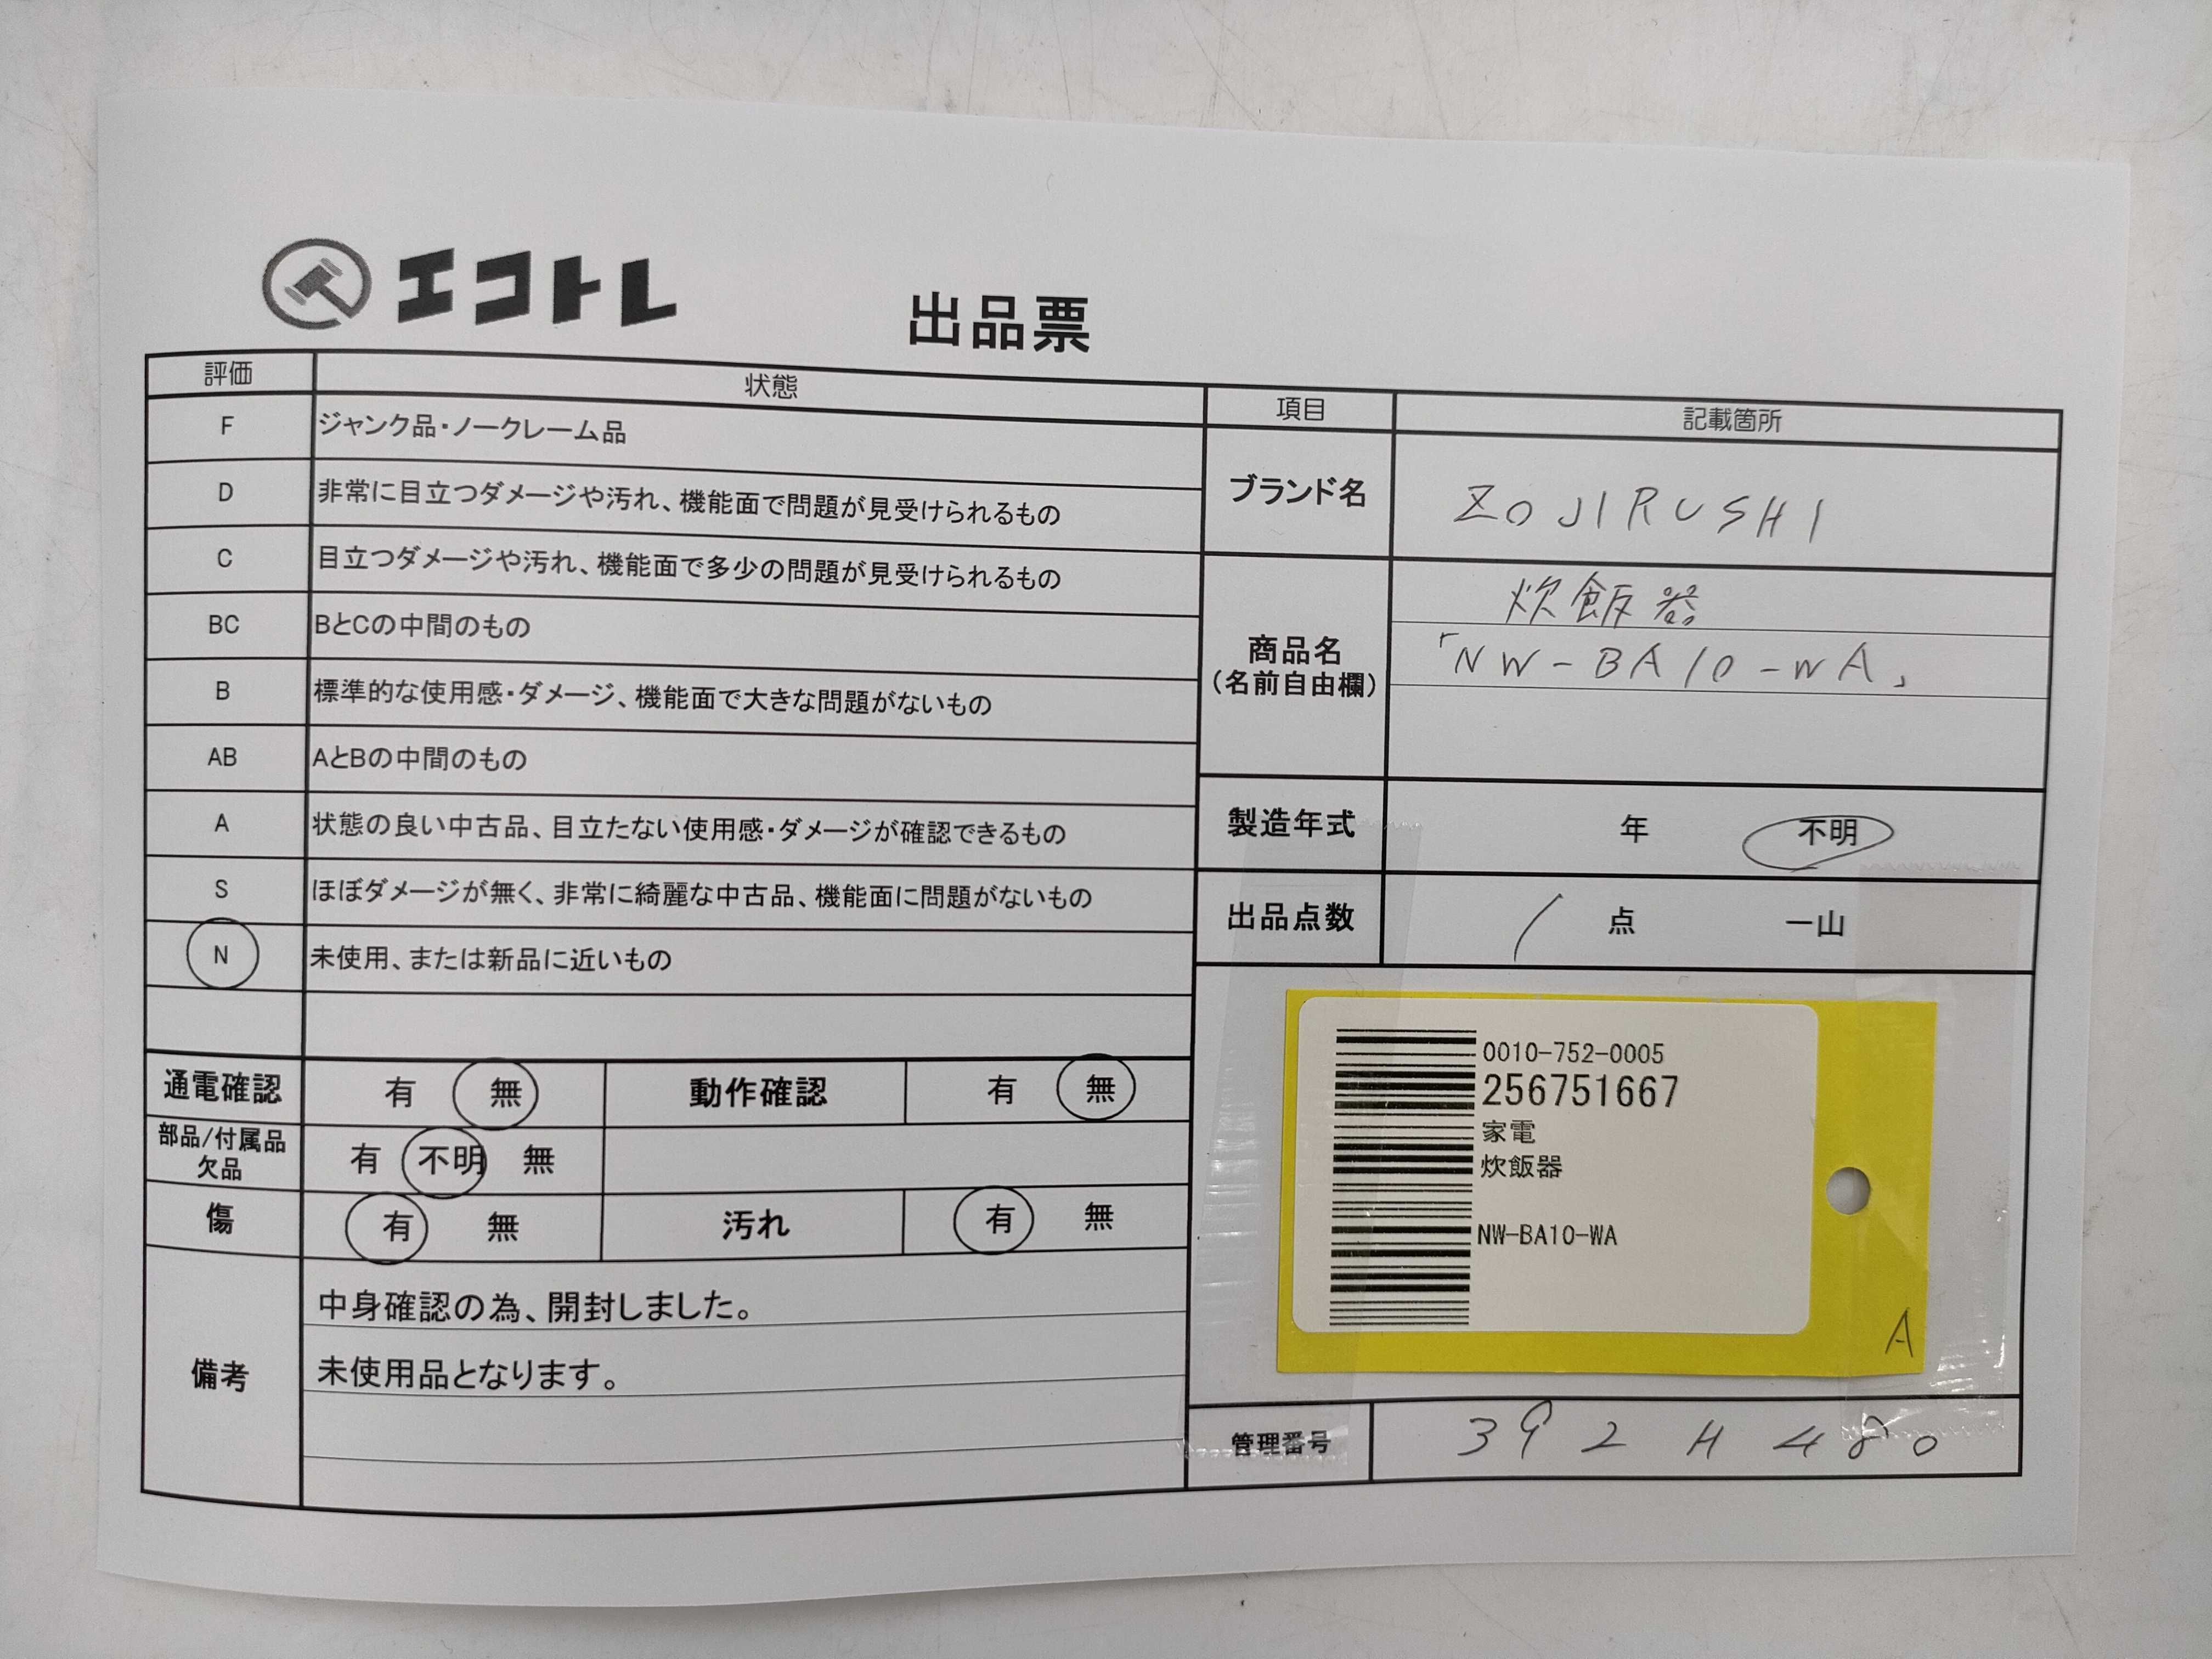 エコトレ
出品票
評価 状態
F ジャンク品・ノークレーム品
D 非常に目立つダメージや汚れ、機能面で問題が見受けられるもの
C 目立つダメージや汚れ、機能面で多少の問題が見受けられるもの
BC BとCの中間のもの
B 標準的な使用感・ダメージ、機能面で大きな問題がないもの
AB AとBの中間のもの
A 状態の良い中古品、目立たない使用感・ダメージが確認できるもの
S ほぼダメージが無く、非常に綺麗な中古品、機能面に問題がないもの
N 未使用、または新品に近いもの
通電確認 有 無 動作確認 有 無
部品/付属品
欠品 有 不明 無
傷 有 無 汚れ 有 無
備考
中身確認の為、開封しました。
未使用品となります。
項目 記載箇所
ブランド名 ZOJIRUSHI
商品名
(名前自由欄)
炊飯器
「NW-BA10-WA」
製造年式 年 不明
出品点数 1 点 一山
0010-752-0005
256751667
家電
炊飯器
NW-BA10-WA
A
管理番号 392H480